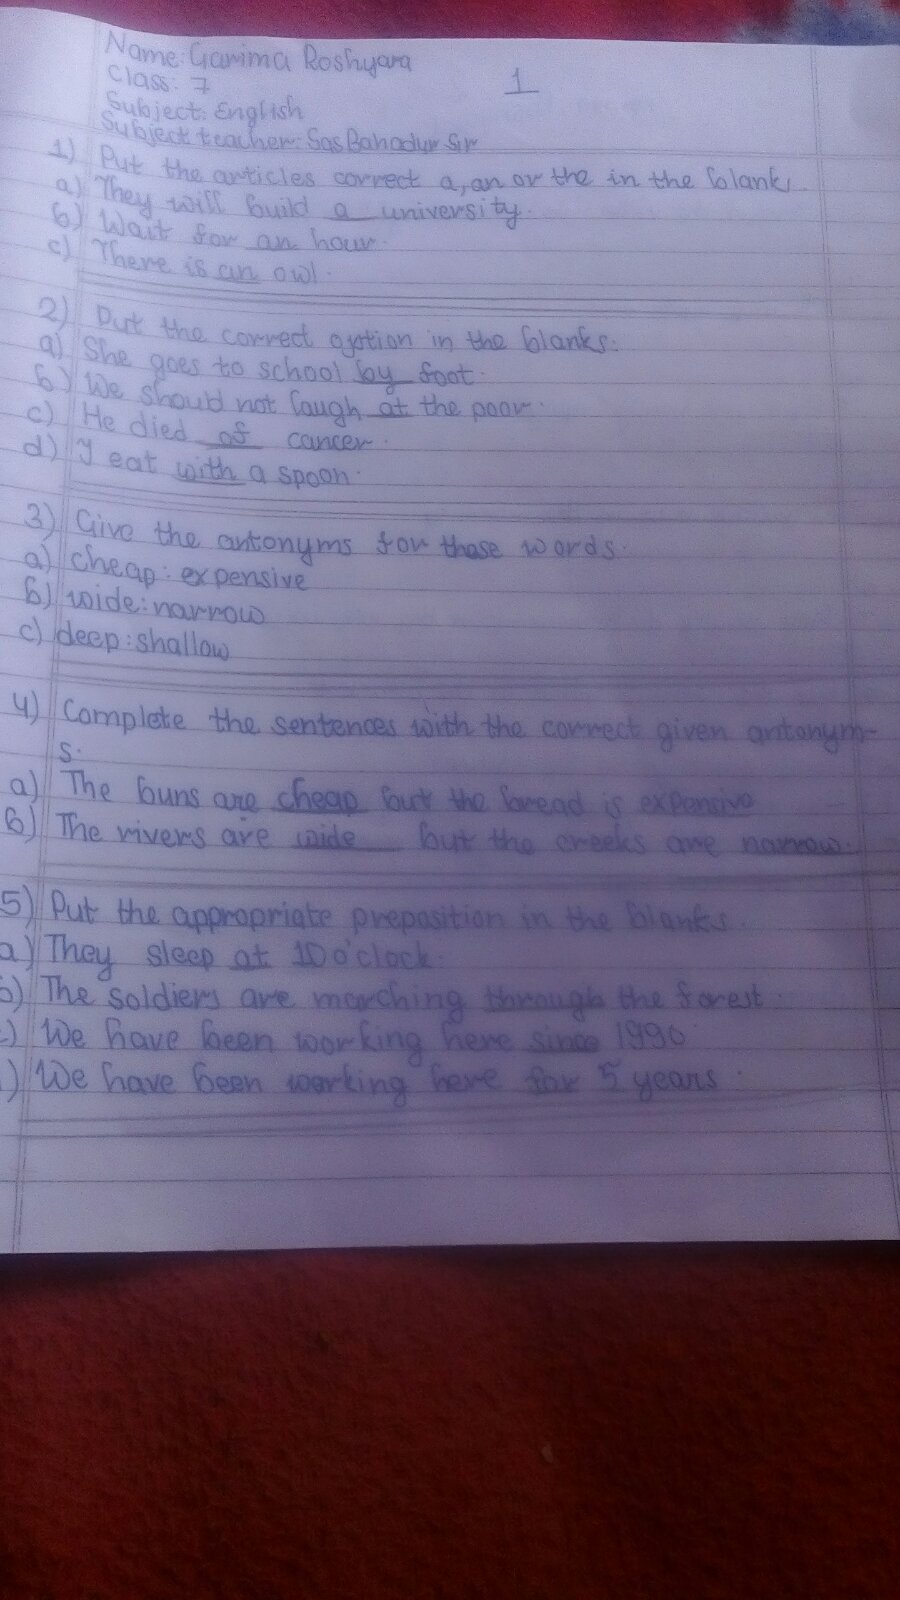 Name: Garima Roshyara
1
Class: 7
Subject: English
Subject teacher: Sas Bahadur Sir
1) Put the articles correct a, an or the in the blanks.
a) They will build a university.
b) Wait for an hour.
c) There is an owl.
2) Put the correct option in the blanks.
a) She goes to school by foot.
b) We should not laugh at the poor.
c) He died of cancer.
d) I eat with a spoon.
3) Give the antonyms for these words.
a) cheap: expensive
b) wide: narrow
c) deep: shallow
4) Complete the sentences with the correct given antonym-
s.
a) The buns are cheap but the bread is expensive
b) The rivers are wide but the creeks are narrow.
5) Put the appropriate preposition in the blanks.
a) They sleep at 10 o'clock.
b) The soldiers are marching through the forest.
) We have been working here since 1990
) We have been working here for 5 years.